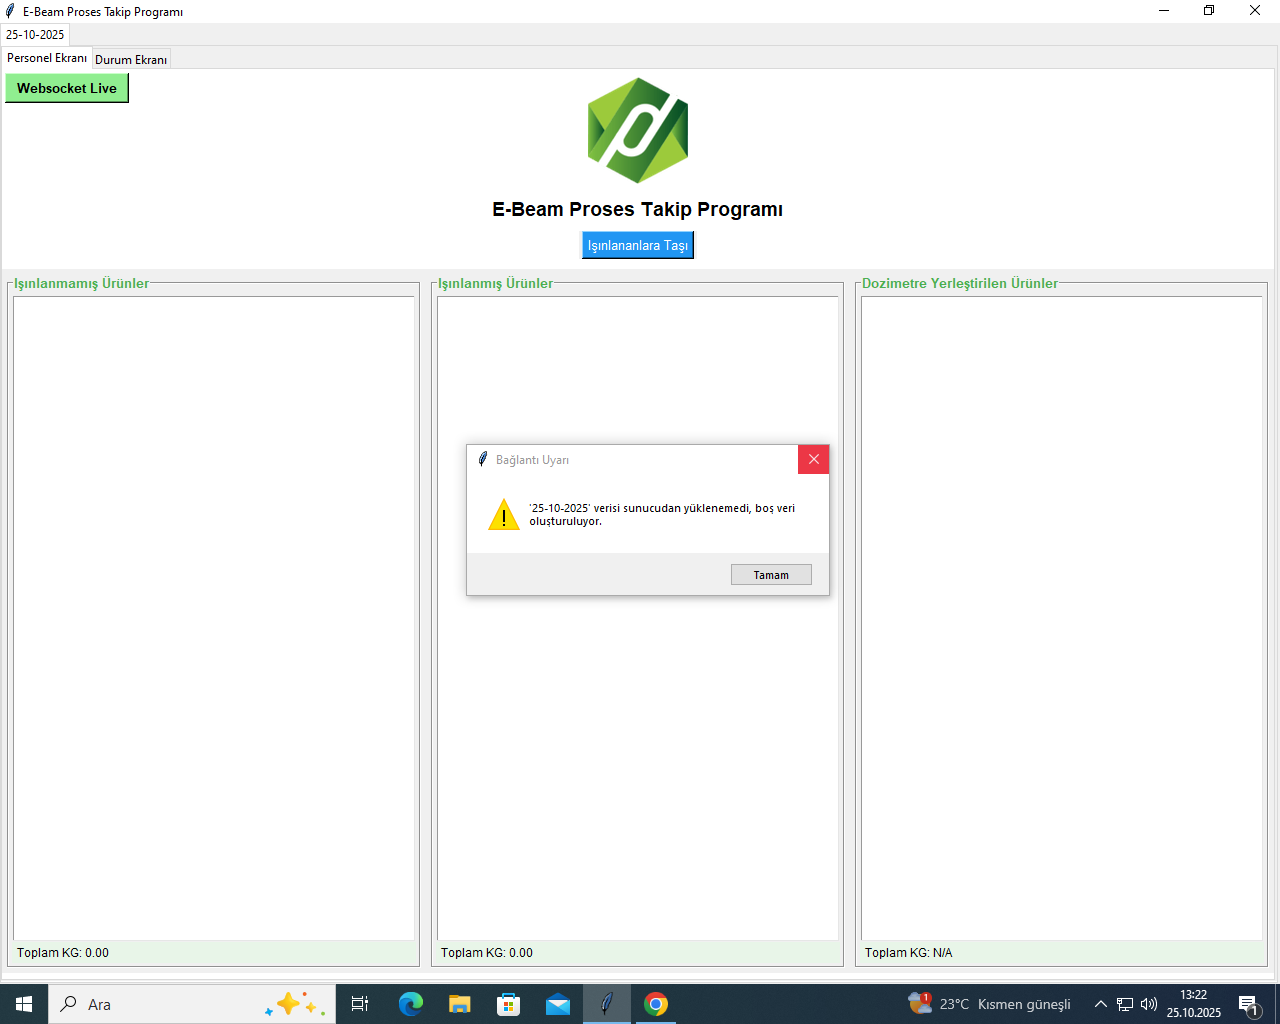 E-Beam Proses Takip Programı
25-10-2025
Personel Ekranı
Durum Ekranı
Websocket Live
E-Beam Proses Takip Programı
Işınlananlara Taşı
Işınlanmamış Ürünler
Işınlanmış Ürünler
Dozimetre Yerleştirilen Ürünler
Bağlantı Uyarı
'25-10-2025' verisi sunucudan yüklenemedi, boş veri
oluşturuluyor.
Tamam
Toplam KG: 0.00
Toplam KG: 0.00
Toplam KG: N/A
Ara
1
23°C Kısmen güneşli
13:22
25.10.2025
1